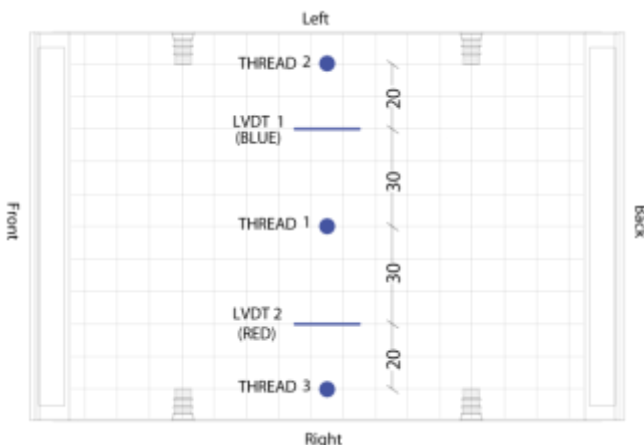 Left
THREAD 2
20
LVDT 1
(BLUE)
30
Front
THREAD 1
Back
30
LVDT 2
(RED)
20
THREAD 3
Right